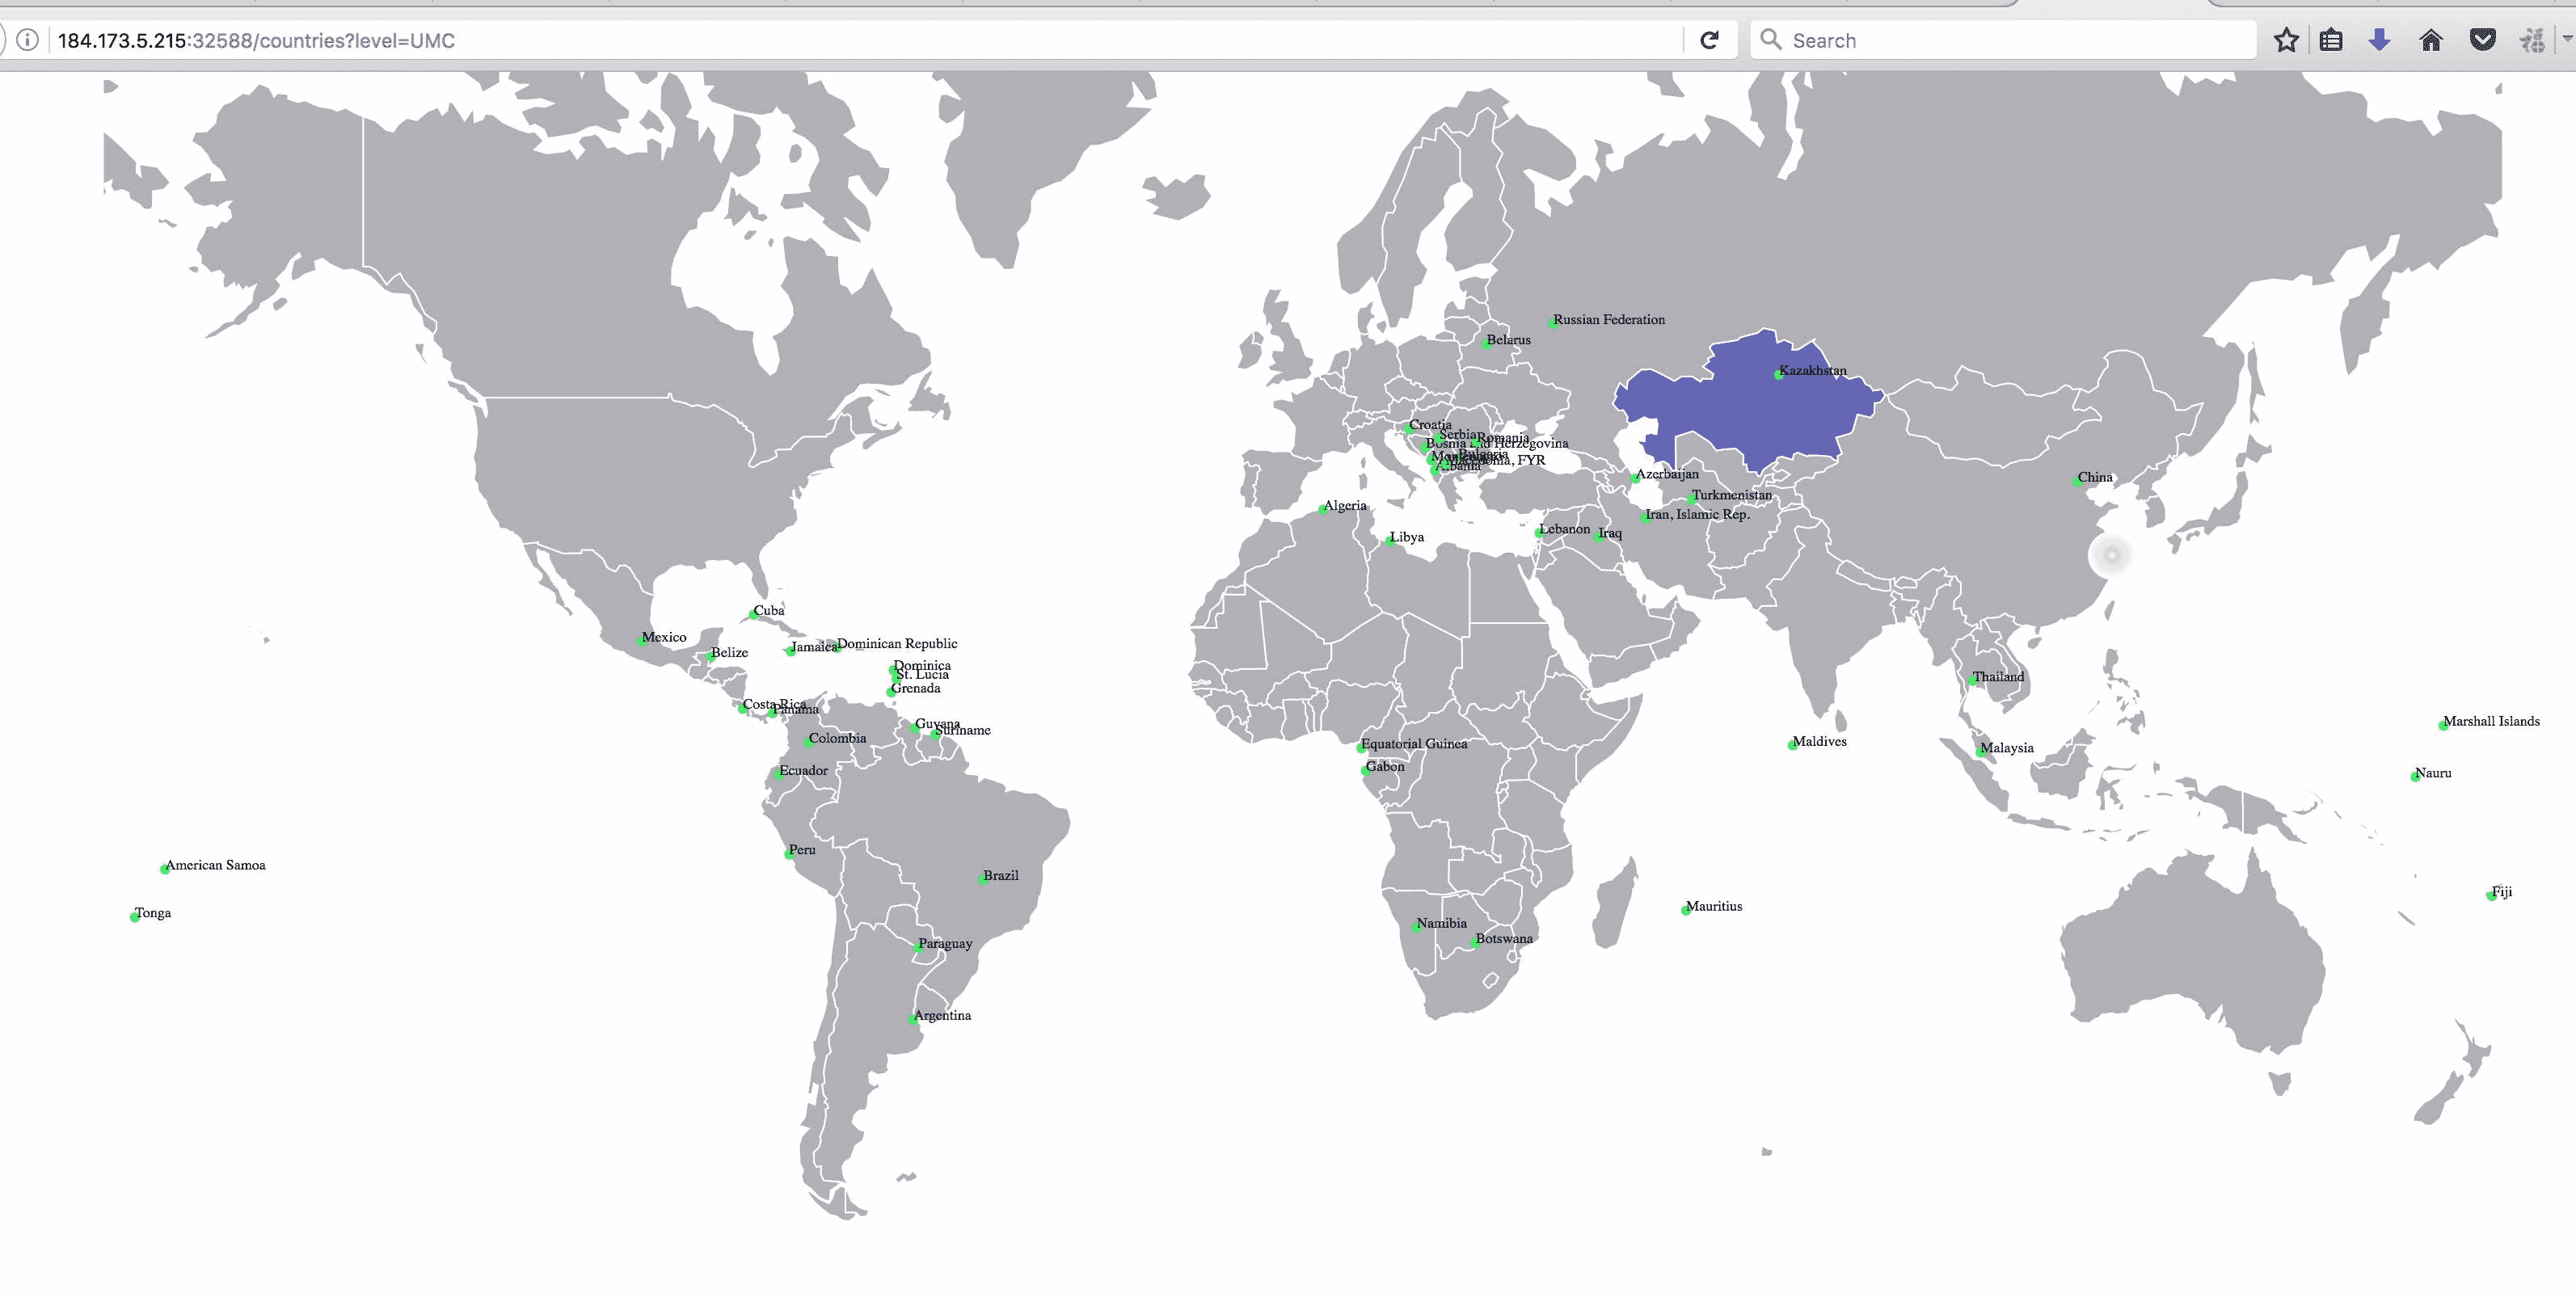 184.173.5.215:32588/countries?level=UMC
Search
Russian Federation
Belarus
Kazakhstan
Croatia
Serbia
Romania
Bosnia and Herzegovina
Bulgaria
Macedonia, FYR
Albania
Azerbaijan
China
Turkmenistan
Algeria
Iran, Islamic Rep.
Lebanon
Iraq
Libya
Cuba
Mexico
Jamaica
Dominican Republic
Belize
Dominica
St. Lucia
Thailand
Grenada
Costa Rica
Panama
Marshall Islands
Guyana
Suriname
Colombia
Maldives
Equatorial Guinea
Malaysia
Gabon
Ecuador
Nauru
Peru
American Samoa
Brazil
Fiji
Mauritius
Tonga
Namibia
Botswana
Paraguay
Argentina